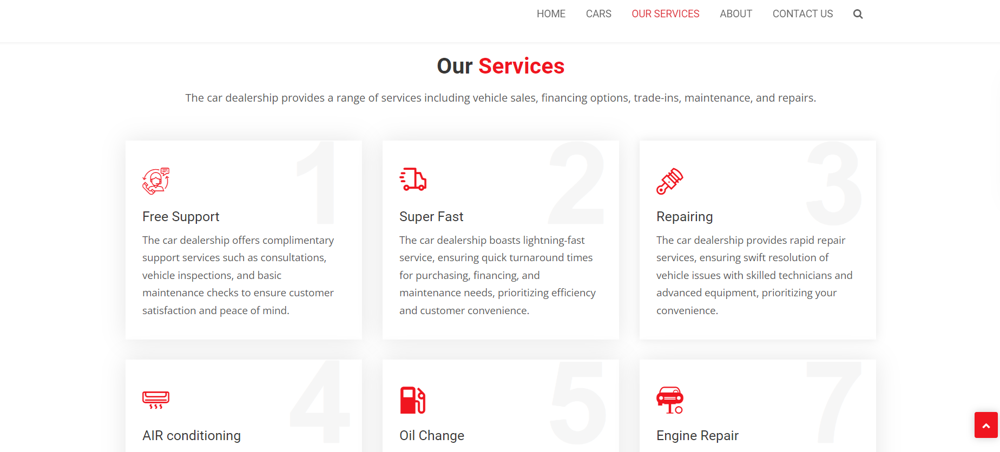 HOME CARS OUR SERVICES ABOUT CONTACT US
Our Services
The car dealership provides a range of services including vehicle sales, financing options, trade-ins, maintenance, and repairs.
1
Free Support
The car dealership offers complimentary
support services such as consultations,
vehicle inspections, and basic
maintenance checks to ensure customer
satisfaction and peace of mind.
2
Super Fast
The car dealership boasts lightning-fast
service, ensuring quick turnaround times
for purchasing, financing, and
maintenance needs, prioritizing efficiency
and customer convenience.
3
Repairing
The car dealership provides rapid repair
services, ensuring swift resolution of
vehicle issues with skilled technicians and
advanced equipment, prioritizing your
convenience.
4
AIR conditioning
5
Oil Change
7
Engine Repair